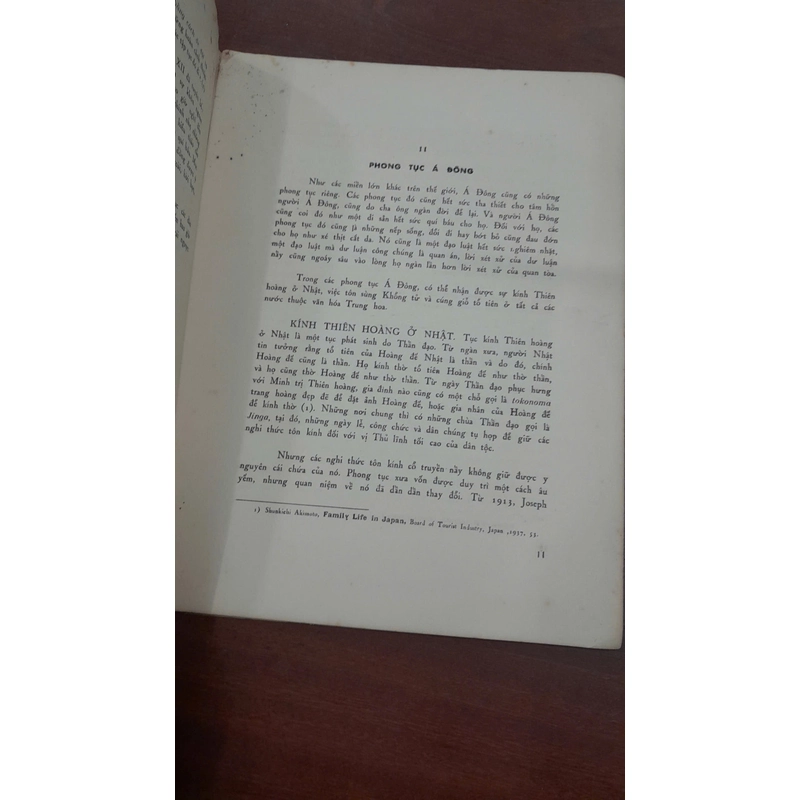 II
PHONG TỤC Á ĐÔNG
Như các miền lớn khác trên thế giới, Á Đông cũng có những
phong tục riêng. Các phong tục đó cũng hết sức tha thiết cho tâm hồn
người Á Đông, cũng do cha ông ngàn đời để lại. Và người Á Đông
cũng coi đó như một di sản hết sức quí báu cho họ. Đối với họ, các
phong tục đó cũng là những nếp sống, đổi đi hay hớt bỏ cũng đau đớn
cho họ như xé thịt cắt da. Nó cũng là một đạo luật hết sức nghiêm nhặt,
một đạo luật mà dư luận công chúng là quan án, lời xét xử của dư luận
nầy cũng ngoáy sâu vào lòng họ ngàn lần hơn lời xét xử của quan tòa.
Trong các phong tục Á Đông, có thể nhận được sự kính Thiên
hoàng ở Nhật, việc tôn sùng Khổng tử và cúng giỗ tổ tiên ở tất cả các
nước thuộc văn hóa Trung hoa.
KÍNH THIÊN HOÀNG Ở NHẬT. Tục kính Thiên hoàng
ở Nhật là một tục phát sinh do Thần đạo. Từ ngàn xưa, người Nhật
tin tưởng rằng tổ tiên của Hoàng đế Nhật là thần và do đó, chính
Hoàng đế cũng là thần. Họ kính thờ tổ tiên Hoàng đế như thờ thần,
và họ cũng thờ Hoàng đế như thờ thần. Từ ngày Thần đạo phục hưng
với Minh trị Thiên hoàng, gia đình nào cũng có một chỗ gọi là tokonoma
trang hoàng đẹp đẽ để đặt ảnh Hoàng đế, hoặc gia nhân của Hoàng đế
để kính thờ (1). Những nơi chung thì có những chùa Thần đạo gọi là
Jinga, tại đó, những ngày lễ, công chức và dân chúng tụ họp để giữ các
nghi thức tôn kính đối với vị Thủ lĩnh tối cao của dân tộc.
Nhưng các nghi thức tôn kính cổ truyền nầy không giữ được y
nguyên cái chứa của nó. Phong tục xưa vốn được duy trì một cách âu
yếm, nhưng quan niệm về nó đã dần dần thay đổi. Từ 1913, Joseph
1) Shunkichi Akimoto, Family Life in Japan, Board of Tourist Industry, Japan ,1937, 53.
11